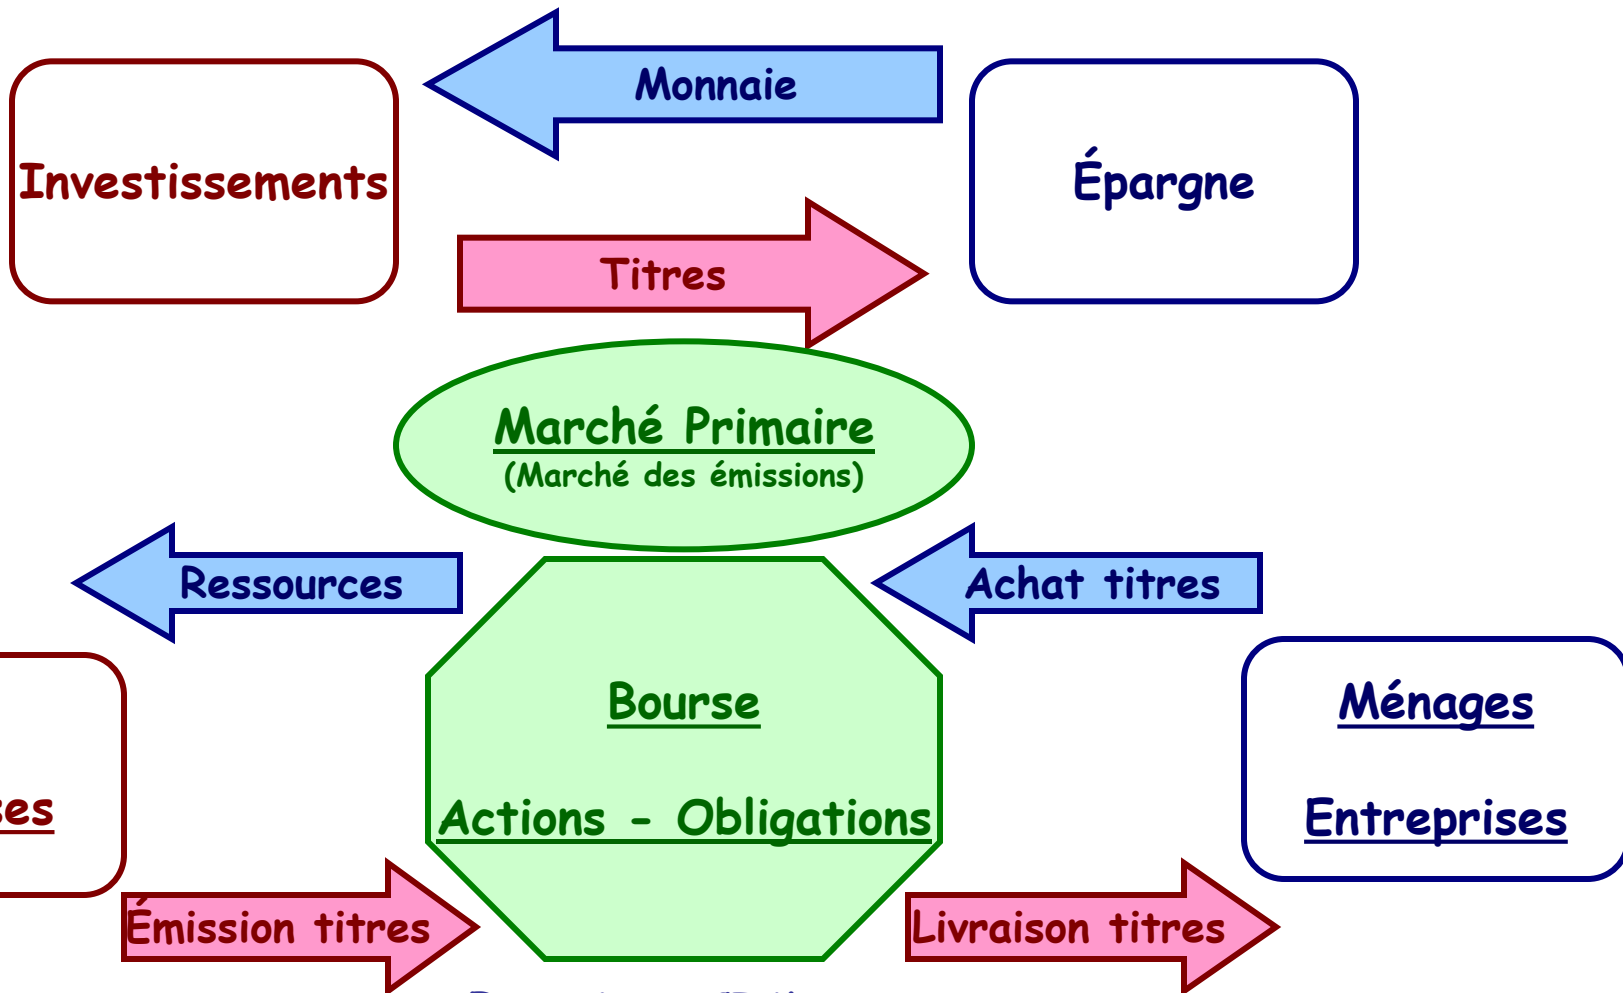 Monnaie
Investissements
Épargne
Titres
Marché Primaire
(Marché des émissions)
Ressources
Achat titres
Bourse
Ménages
Actions - Obligations
Entreprises
Émission titres
Livraison titres